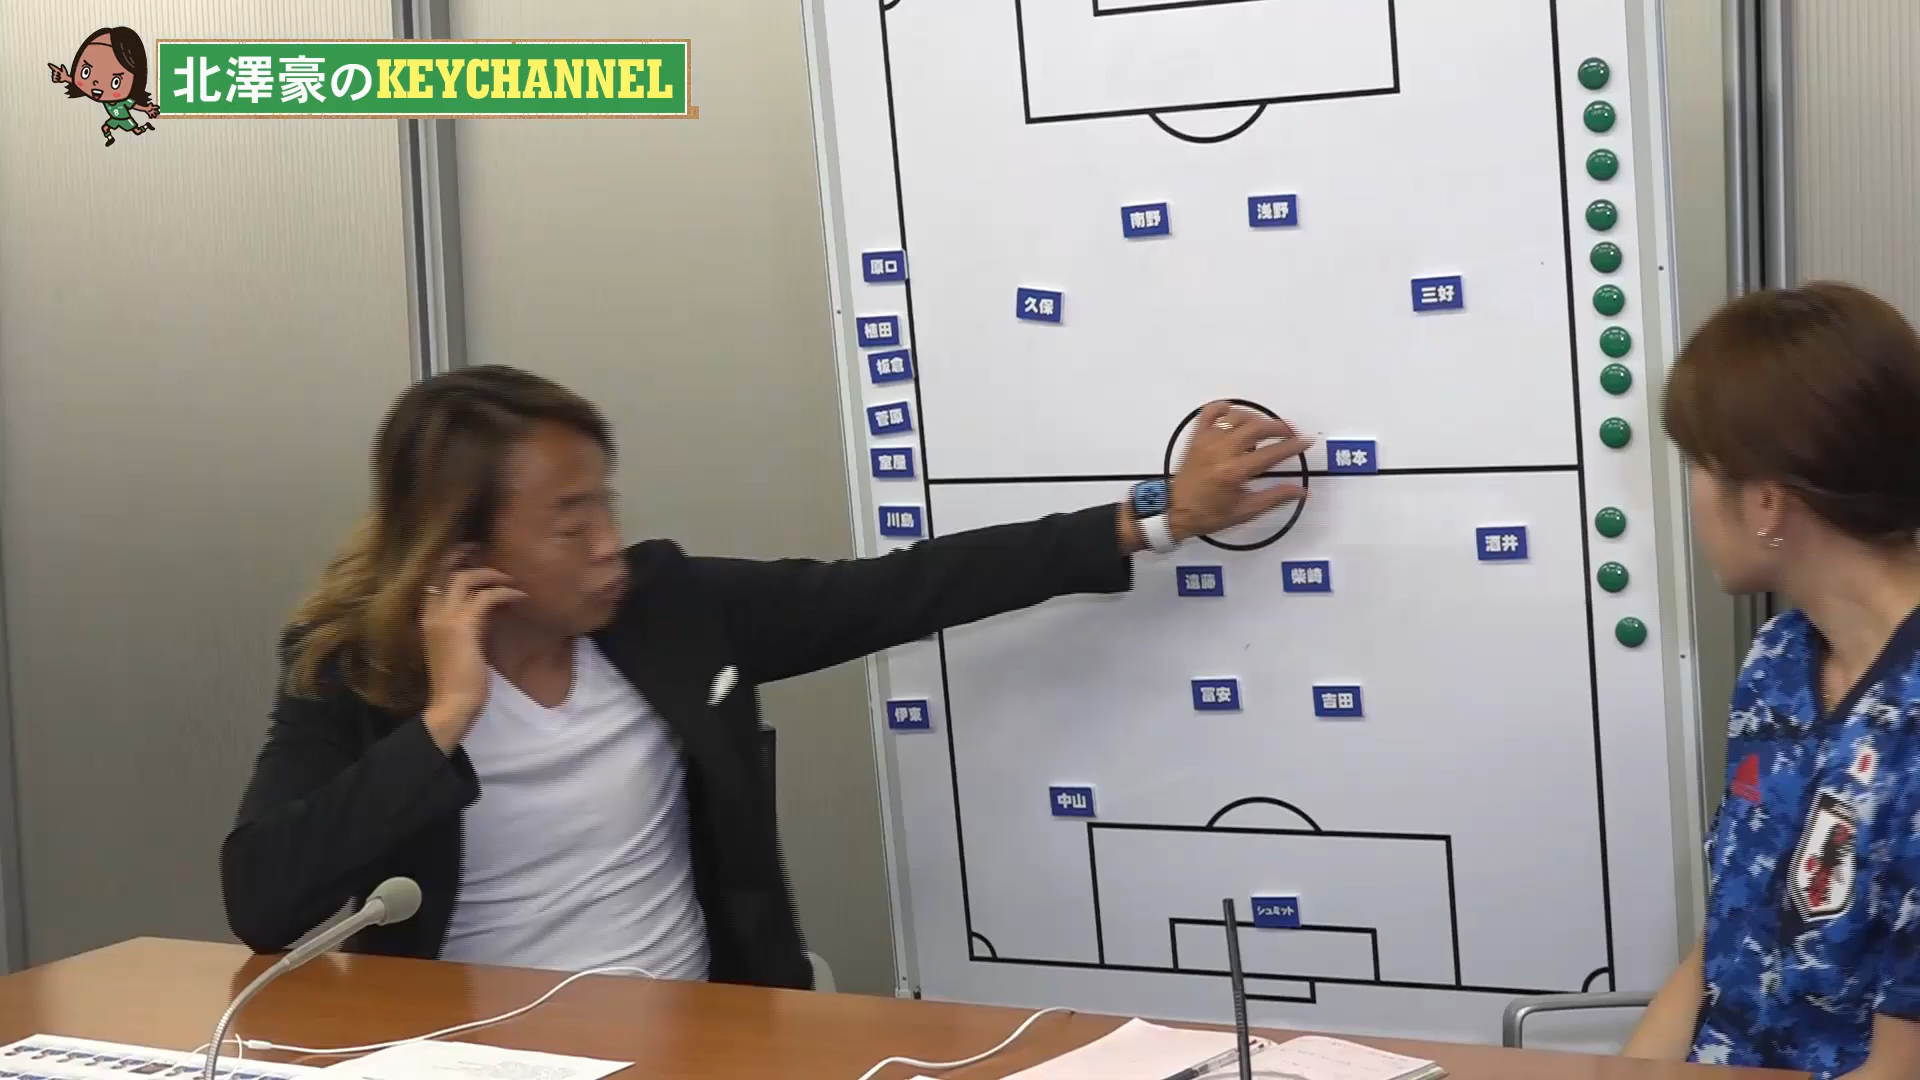 北澤豪のKEYCHANNEL
南野
浅野
原口
久保
三好
植田
板倉
菅原
室屋
橋本
川島
酒井
遠藤
柴崎
伊東
冨安
吉田
中山
シュミット